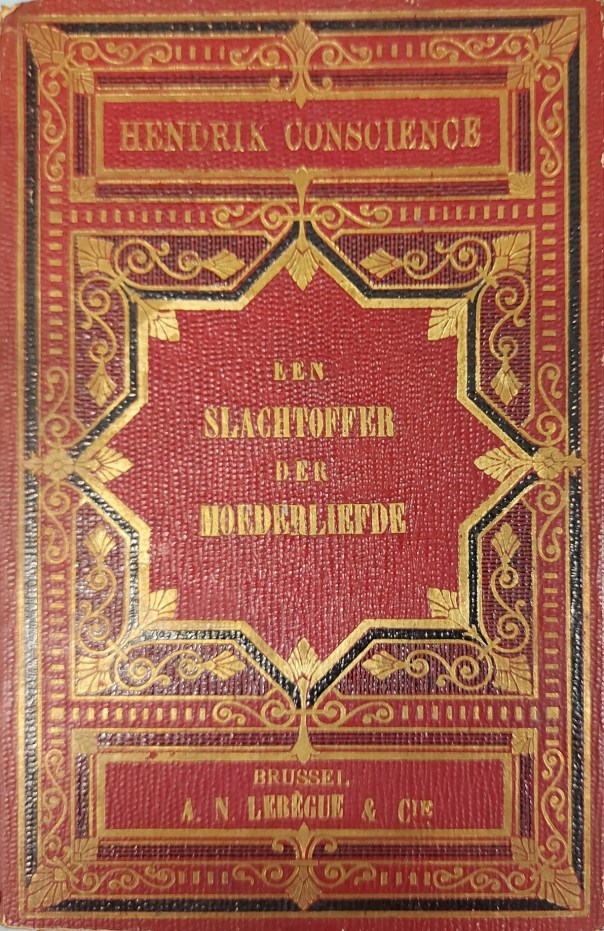 HENDRIK CONSCIENCE
EEN
SLACHTOFFER
DER
MOEDERLIEFDE
BRUSSEL
A. N. LEBÈGUE & CIE